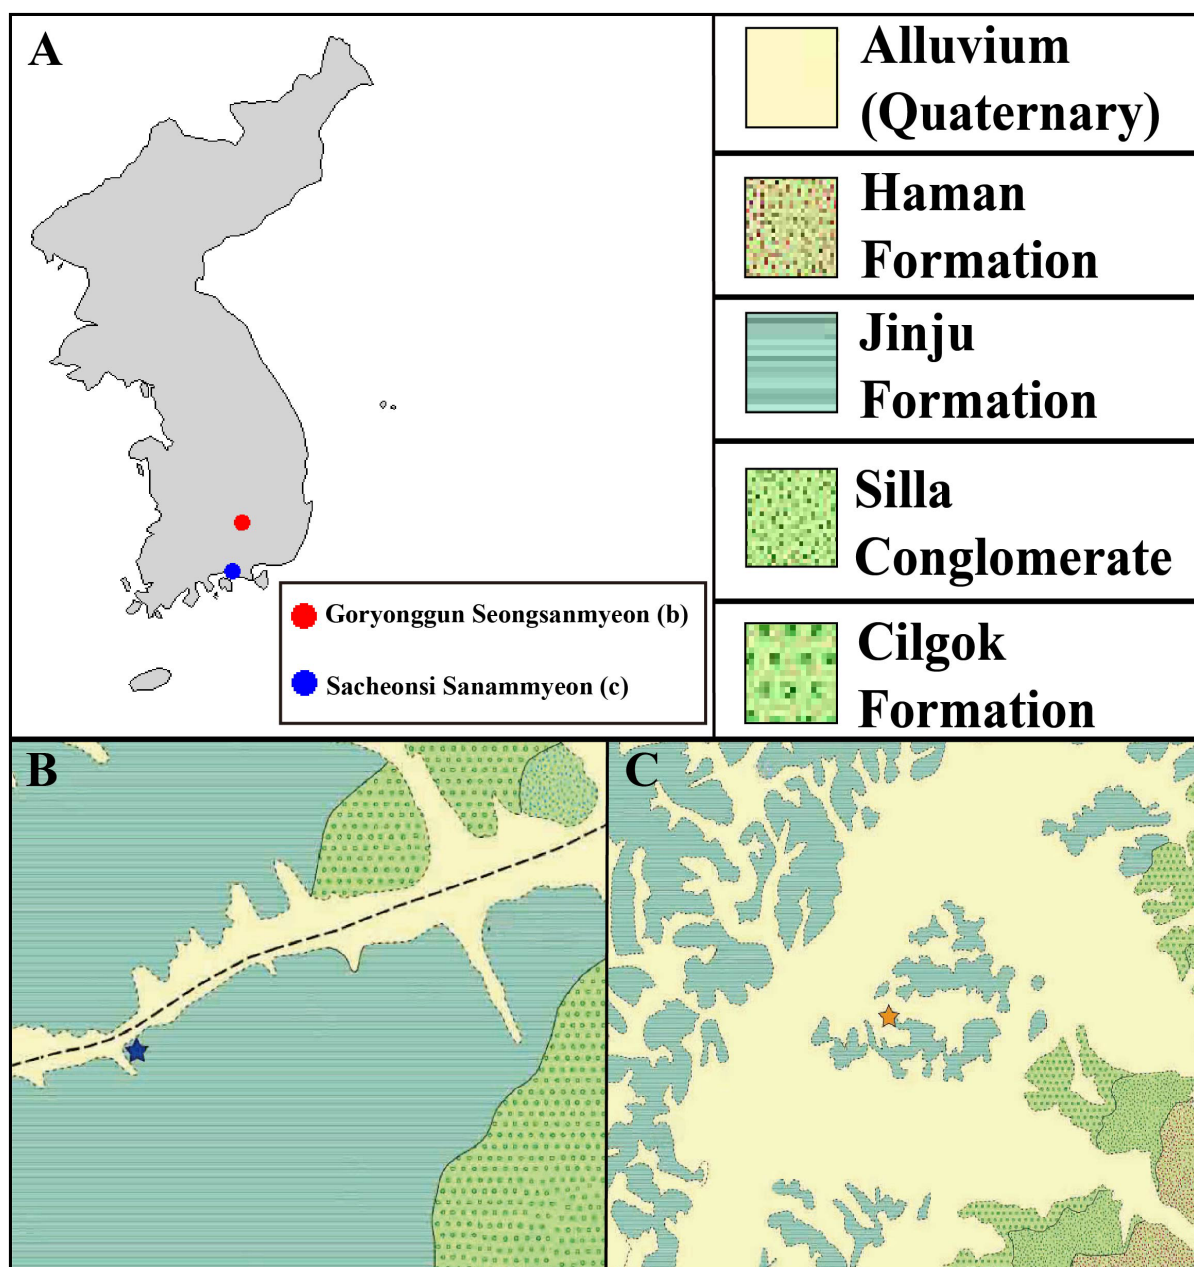 A
Goryonggun Seongsanmyeon (b)
Sacheonsi Sanammyeon (c)
Alluvium
(Quaternary)
Haman
Formation
Jinju
Formation
Silla
Conglomerate
Cilgok
Formation
B
C